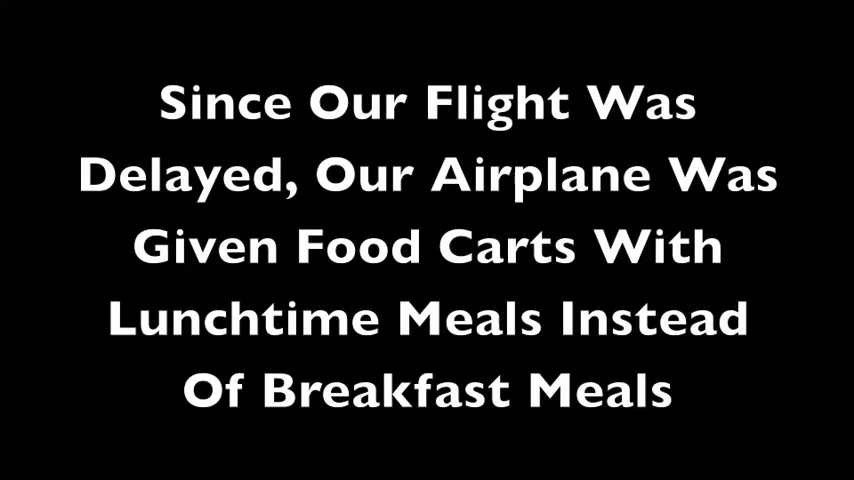 Since Our Flight Was
Delayed, Our Airplane Was
Given Food Carts With
Lunchtime Meals Instead
Of Breakfast Meals